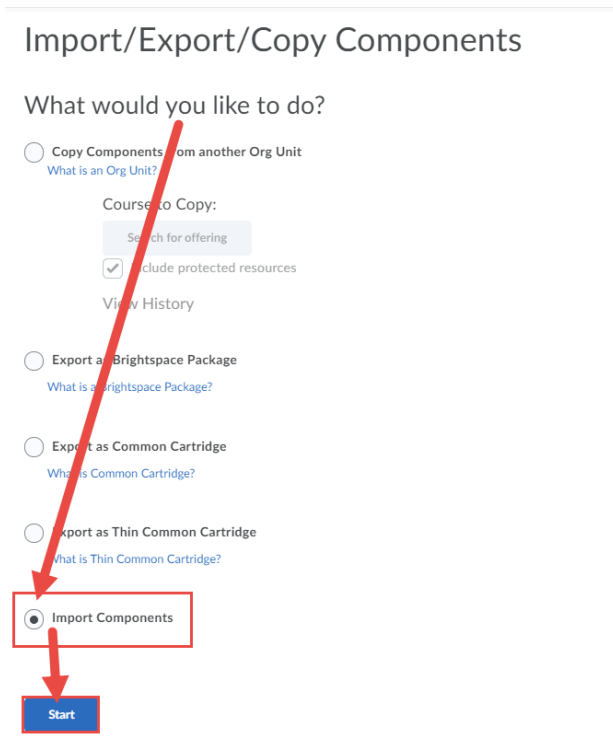 Import/Export/Copy Components
What would you like to do?
Copy Components from another Org Unit
What is an Org Unit?
Course to Copy:
Search for offering
Include protected resources
View History
Export as Brightspace Package
What is a Brightspace Package?
Export as Common Cartridge
What is Common Cartridge?
Export as Thin Common Cartridge
What is Thin Common Cartridge?
Import Components
Start